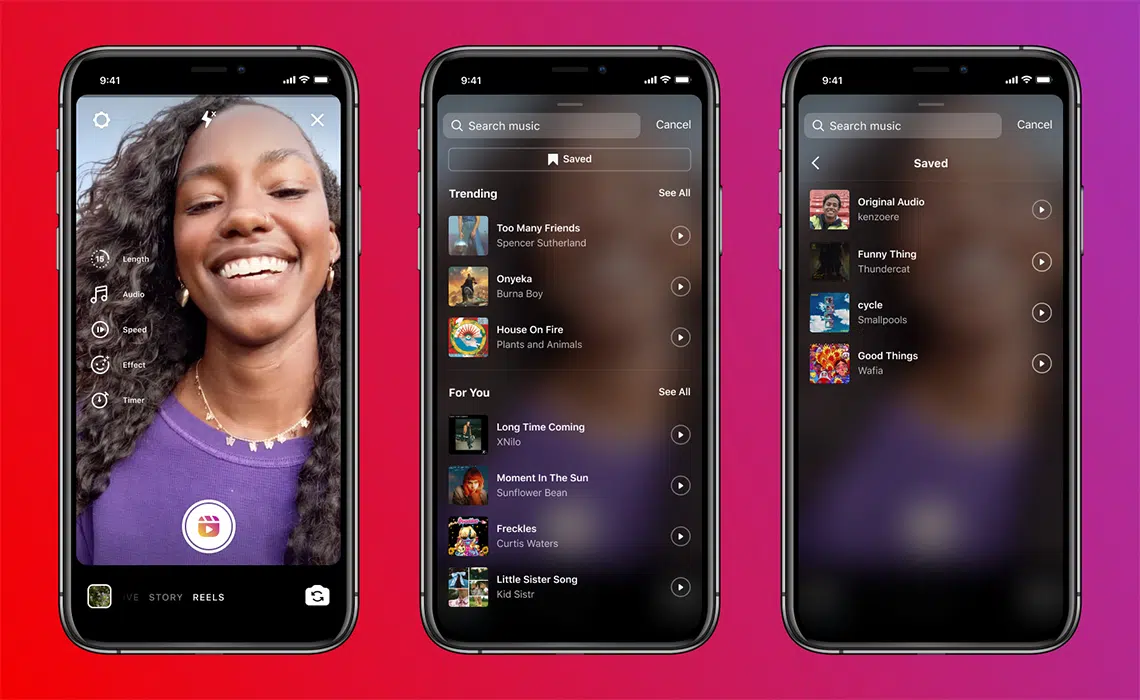 9:41
15
Length
Audio
Speed
Effect
Timer
IVE STORY REELS
9:41
Search music
Cancel
Saved
Trending
See All
Too Many Friends
Spencer Sutherland
Onyeka
Burna Boy
House On Fire
Plants and Animals
For You
See All
Long Time Coming
XNilo
Moment In The Sun
Sunflower Bean
Freckles
Curtis Waters
Little Sister Song
Kid Sistr
9:41
Search music
Cancel
Saved
Original Audio
kenzoere
Funny Thing
Thundercat
cycle
Smallpools
Good Things
Wafia